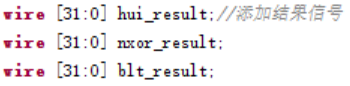 wire [31:0] hui_result;//添加结果信号
wire [31:0] nxor_result;
wire [31:0] blt_result;